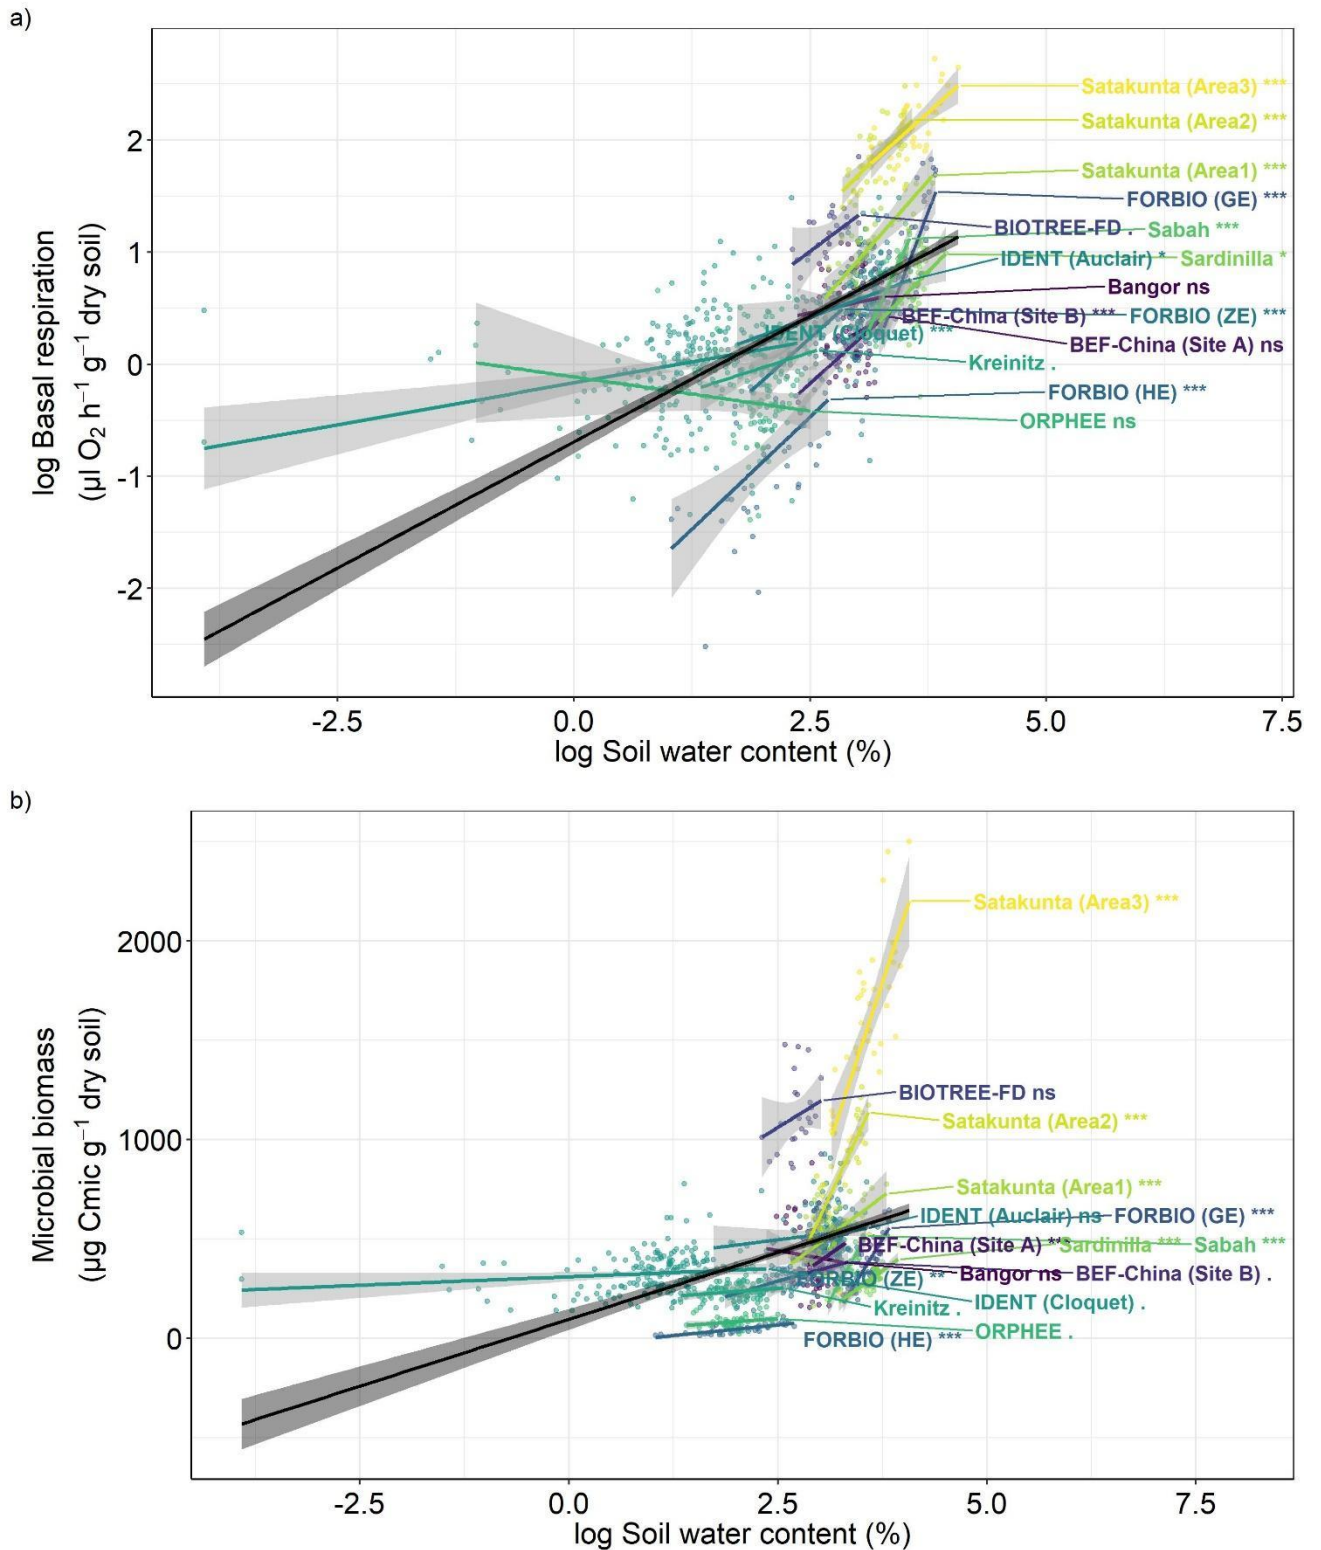 a)
2
1
0
-1
-2
log Basal respiration
(µl O₂ h⁻¹ g⁻¹ dry soil)
Satakunta (Area3) ***
Satakunta (Area2) ***
Satakunta (Area1) ***
FORBIO (GE) ***
BIOTREE-FD .
Sabah ***
IDENT (Auclair) *
Sardinilla *
Bangor ns
BEF-China (Site B) ***
FORBIO (ZE) ***
IDENT (Cloquet) ***
BEF-China (Site A) ns
Kreinitz .
FORBIO (HE) ***
ORPHEE ns
-2.5 0.0 2.5 5.0 7.5
log Soil water content (%)
b)
2000
1000
0
Microbial biomass
(µg Cmic g⁻¹ dry soil)
Satakunta (Area3) ***
BIOTREE-FD ns
Satakunta (Area2) ***
Satakunta (Area1) ***
IDENT (Auclair) ns
FORBIO (GE) ***
BEF-China (Site A) **
Sardinilla ***
Sabah ***
FORBIO (ZE) **
Bangor ns
BEF-China (Site B) .
Kreinitz .
IDENT (Cloquet) .
FORBIO (HE) ***
ORPHEE .
-2.5 0.0 2.5 5.0 7.5
log Soil water content (%)